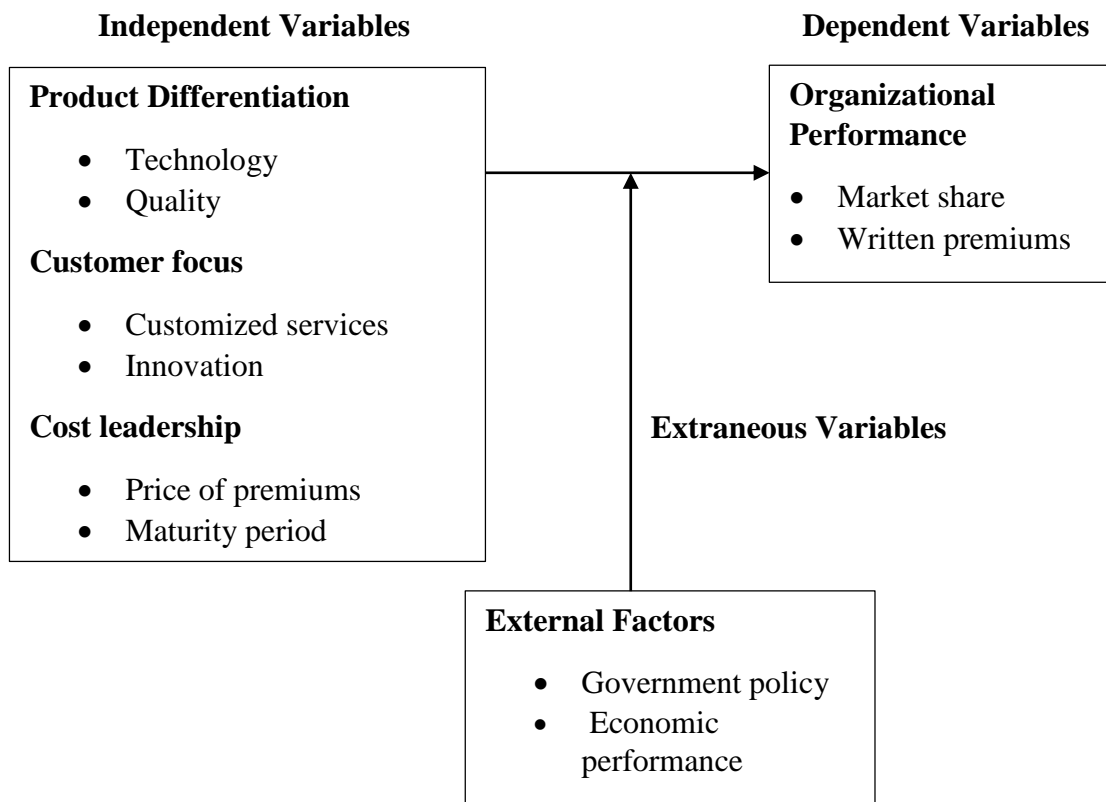 Independent Variables
Dependent Variables
Product Differentiation
• Technology
• Quality
Customer focus
• Customized services
• Innovation
Cost leadership
• Price of premiums
• Maturity period
Organizational
Performance
• Market share
• Written premiums
Extraneous Variables
External Factors
• Government policy
• Economic
performance